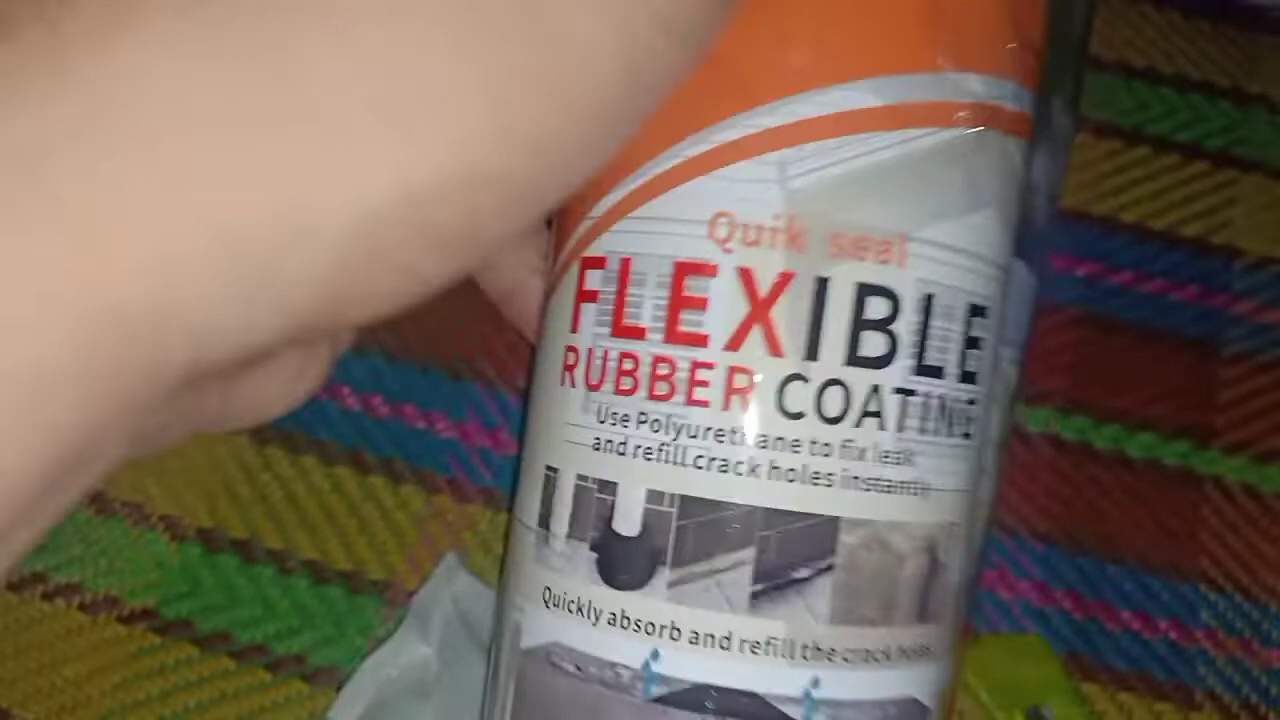 Quik seal
FLEXIBLE
RUBBER COATING
Use Polyurethane to fix leak
and refill crack holes instantly
Quickly absorb and refill the crack holes